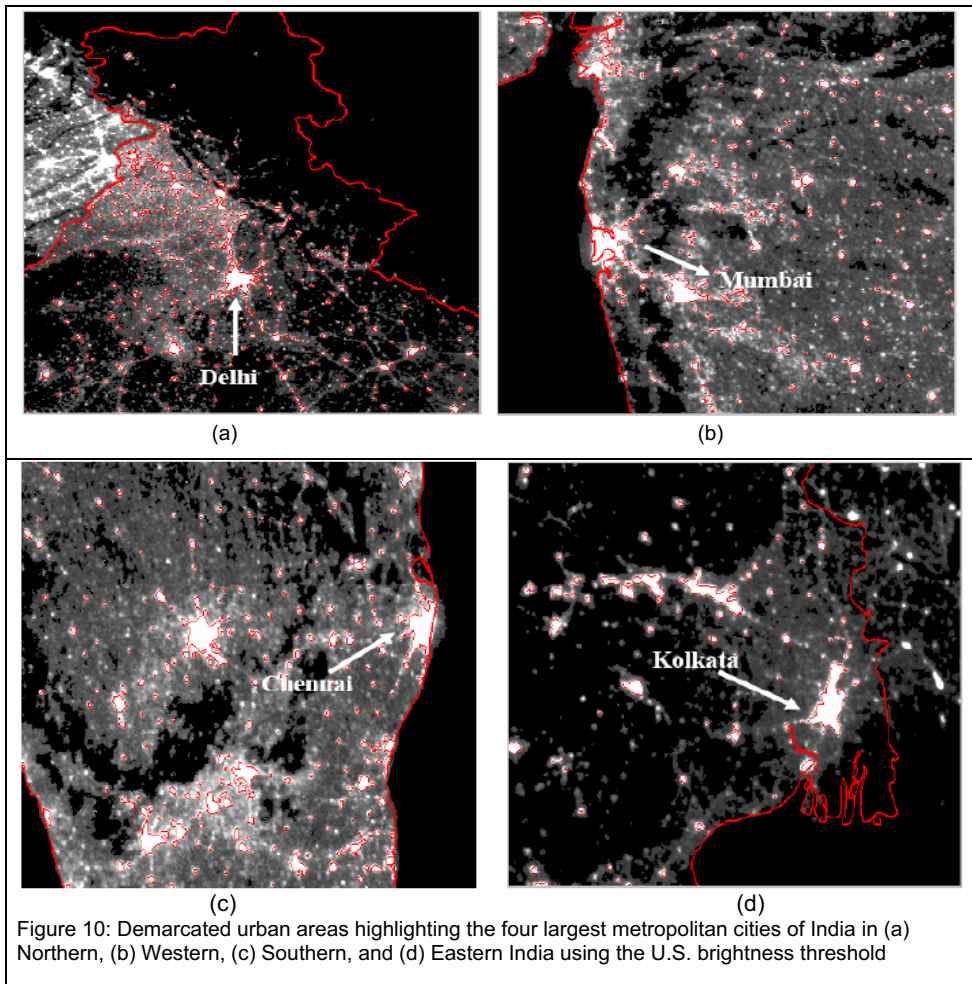 Delhi
(a)
Mumbai
(b)
Chennai
(c)
Kolkata
(d)
Figure 10: Demarcated urban areas highlighting the four largest metropolitan cities of India in (a)
Northern, (b) Western, (c) Southern, and (d) Eastern India using the U.S. brightness threshold